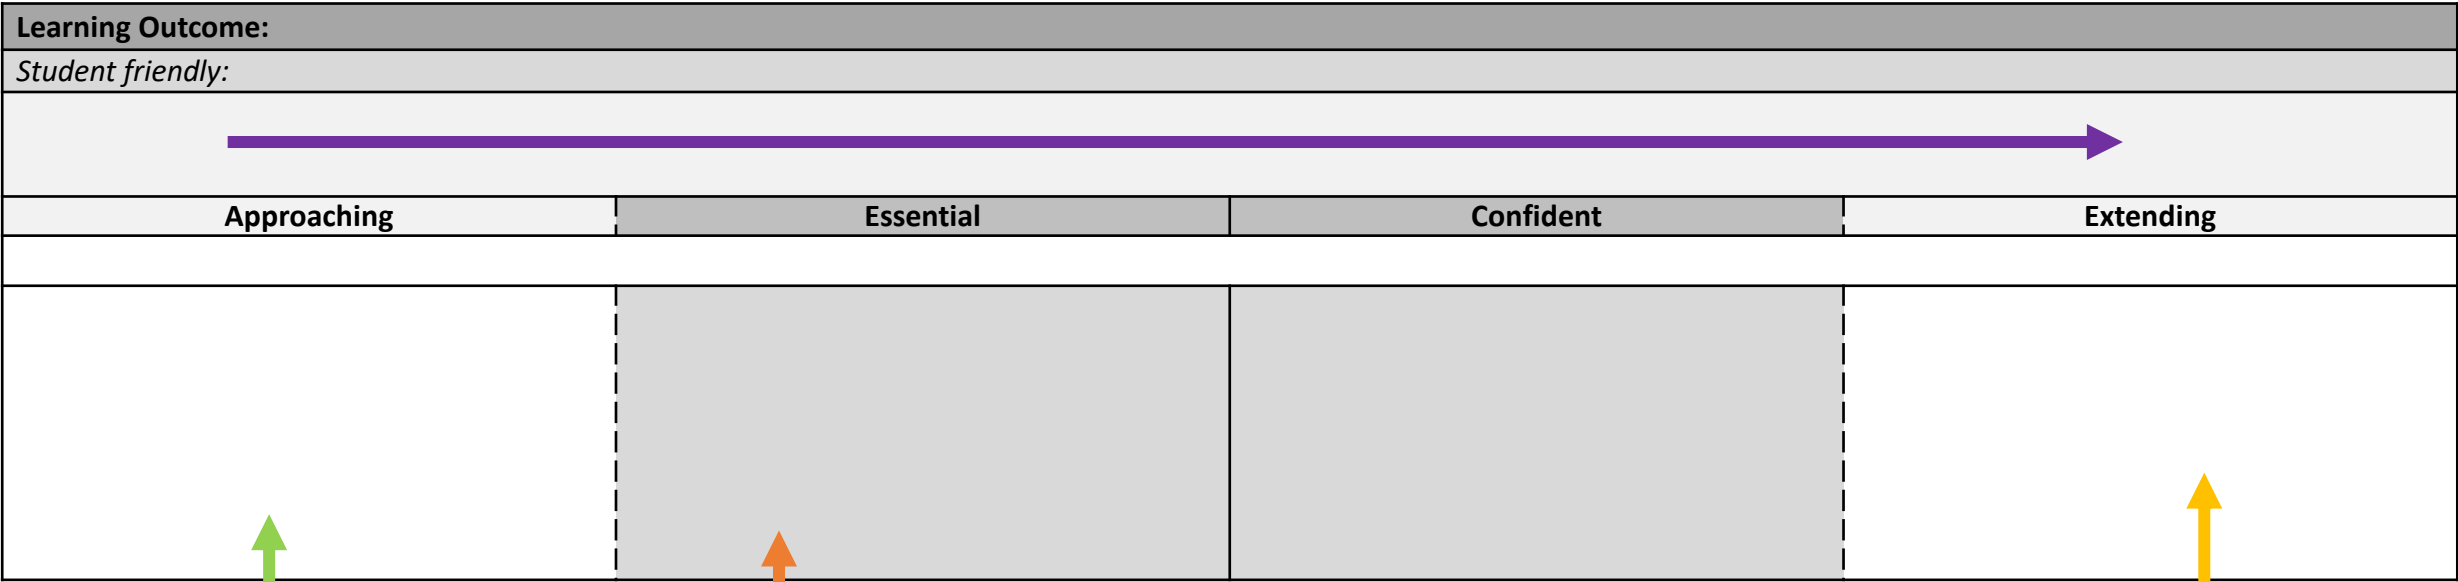 Learning Outcome:
Student friendly:
Approaching Essential Confident Extending